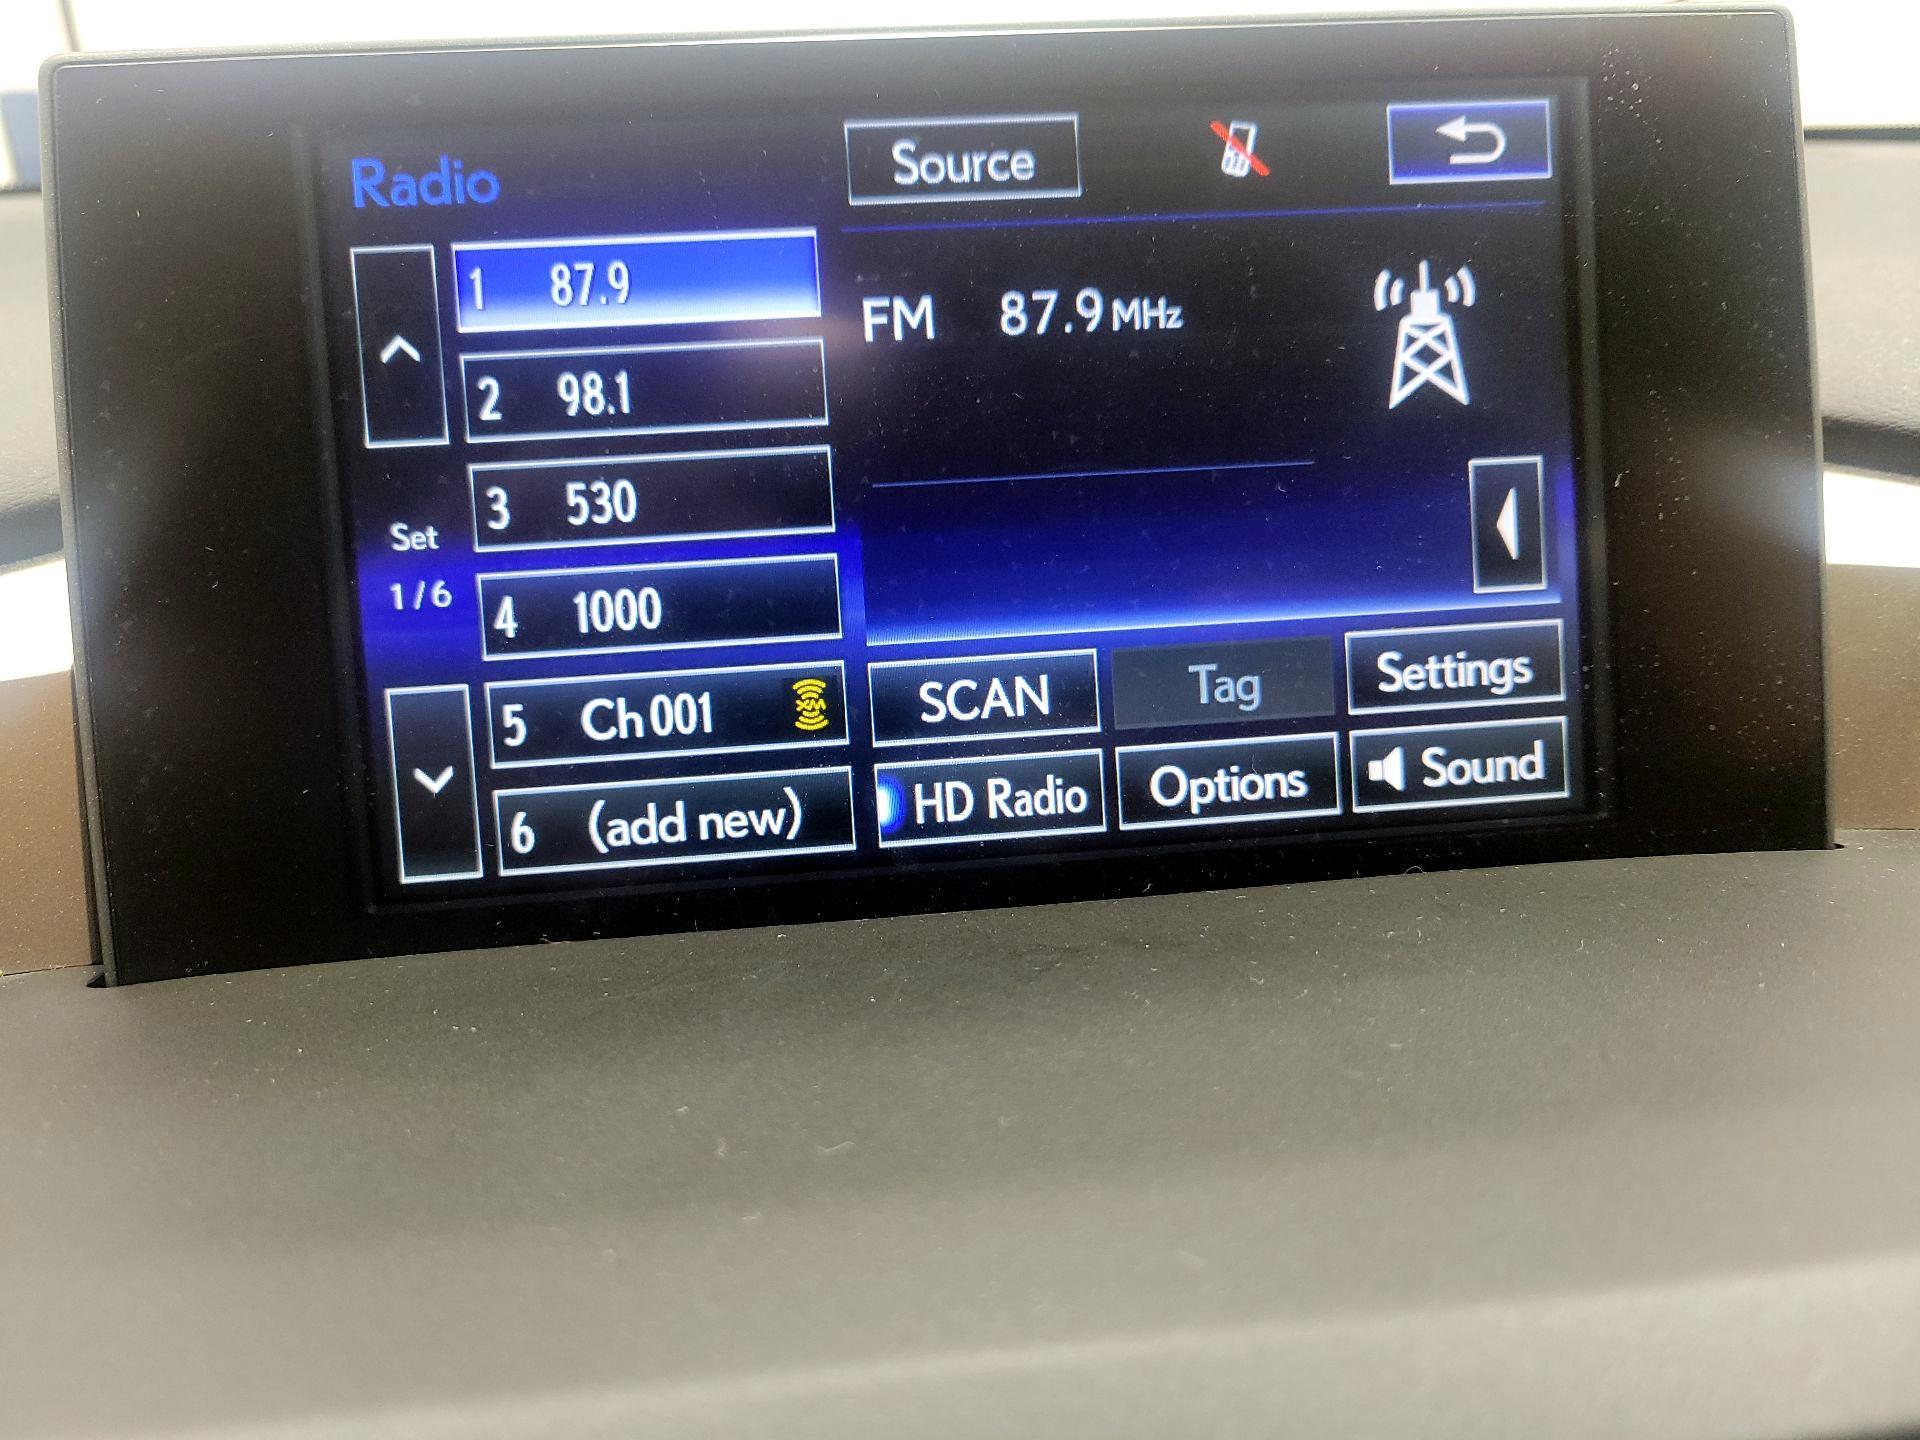 Radio
Source
1 87.9
2 98.1
3 530
4 1000
5 Ch 001 XM
6 (add new)
Set
1/6
FM 87.9 MHz
SCAN
Tag
Settings
HD Radio
Options
Sound